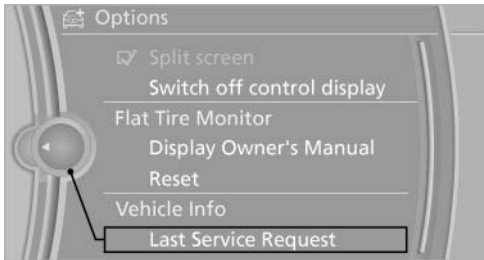 Options
Split screen
Switch off control display
Flat Tire Monitor
Display Owner's Manual
Reset
Vehicle Info
Last Service Request